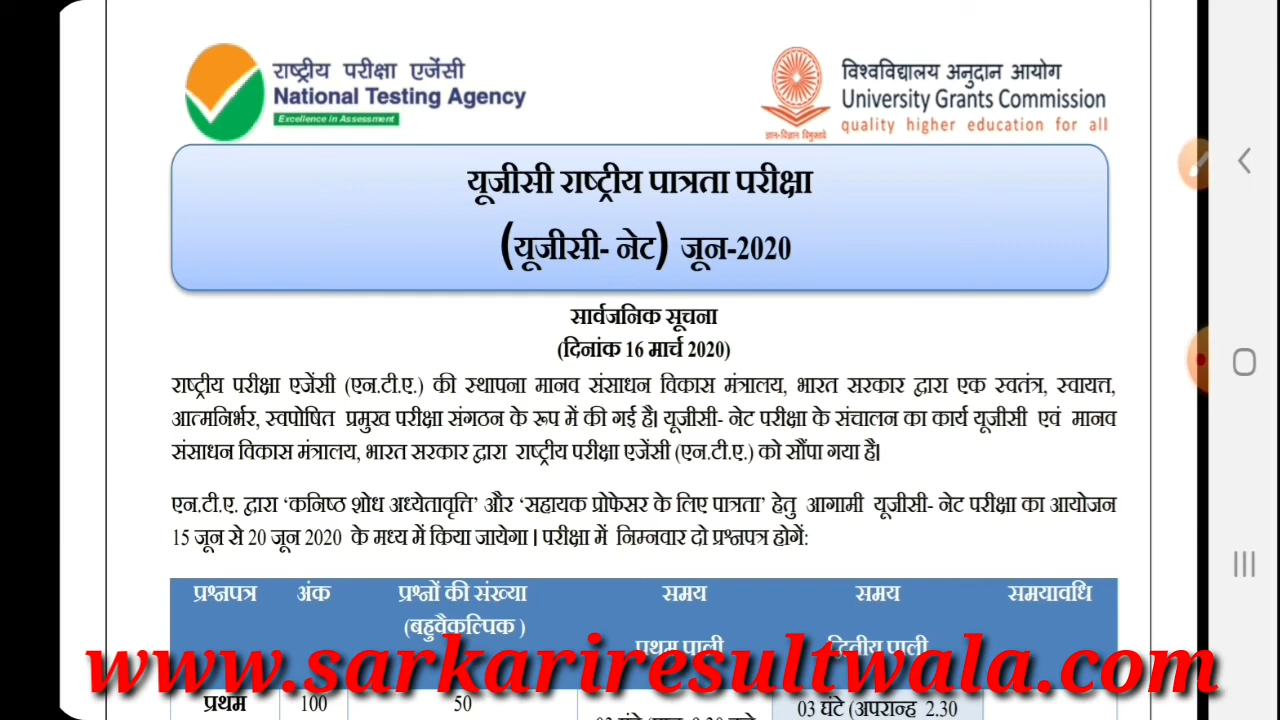 राष्ट्रीय परीक्षा एजेंसी
National Testing Agency
Excellence in Assessment
विश्वविद्यालय अनुदान आयोग
University Grants Commission
quality higher education for all
ज्ञान-विज्ञान विमुक्तये
यूजीसी राष्ट्रीय पात्रता परीक्षा
(यूजीसी- नेट) जून-2020
सार्वजनिक सूचना
(दिनांक 16 मार्च 2020)
राष्ट्रीय परीक्षा एजेंसी (एन.टी.ए.) की स्थापना मानव संसाधन विकास मंत्रालय, भारत सरकार द्वारा एक स्वतंत्र, स्वायत्त,
आत्मनिर्भर, स्वपोषित प्रमुख परीक्षा संगठन के रूप में की गई है। यूजीसी- नेट परीक्षा के संचालन का कार्य यूजीसी एवं मानव
संसाधन विकास मंत्रालय, भारत सरकार द्वारा राष्ट्रीय परीक्षा एजेंसी (एन.टी.ए.) को सौंपा गया है।
एन.टी.ए. द्वारा ‘कनिष्ठ शोध अध्येतावृत्ति’ और ‘सहायक प्रोफेसर के लिए पात्रता’ हेतु आगामी यूजीसी- नेट परीक्षा का आयोजन
15 जून से 20 जून 2020 के मध्य में किया जायेगा। परीक्षा में निम्नवार दो प्रश्नपत्र होगें:
प्रश्नपत्र अंक प्रश्नों की संख्या समय समय समयावधि
(बहुवैकल्पिक )
प्रथम पाली द्वितीय पाली
www.sarkariresultwala.com
प्रथम 100 50 03 घंटे (अपरान्ह 2.30